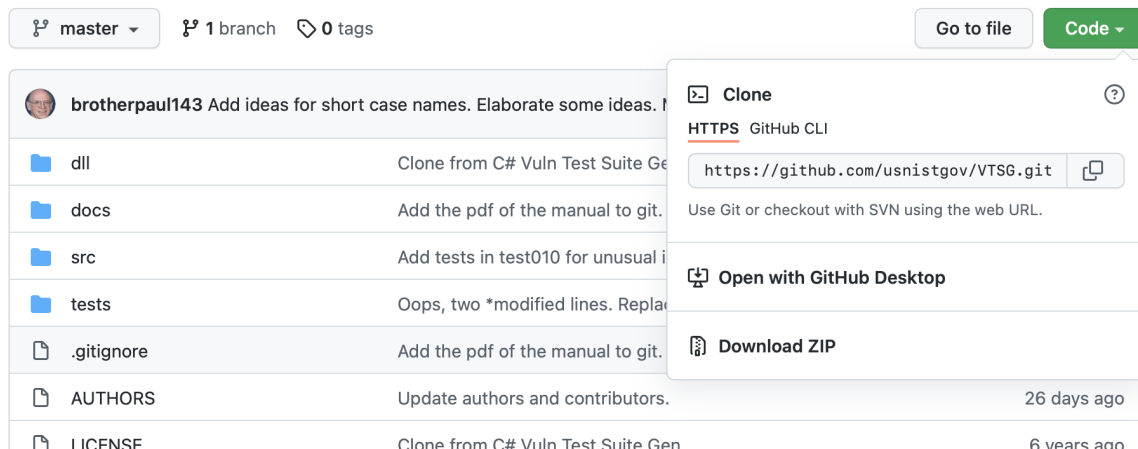 master 1 branch 0 tags Go to file Code
brotherpaul143 Add ideas for short case names. Elaborate some ideas.
Clone
HTTPS GitHub CLI
https://github.com/usnistgov/VTSG.git
Use Git or checkout with SVN using the web URL.
Open with GitHub Desktop
Download ZIP
dll Clone from C# Vuln Test Suite Ge
docs Add the pdf of the manual to git.
src Add tests in test010 for unusual i
tests Oops, two *modified lines. Repla
.gitignore Add the pdf of the manual to git.
AUTHORS Update authors and contributors. 26 days ago
LICENSE Clone from C# Vuln Test Suite Gen 6 years ago